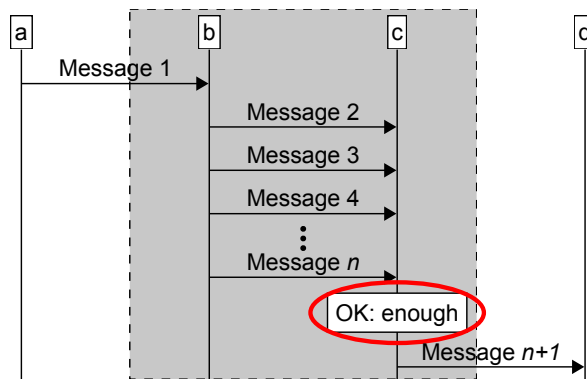 a b c d
Message 1
Message 2
Message 3
Message 4
Message n
OK: enough
Message n+1